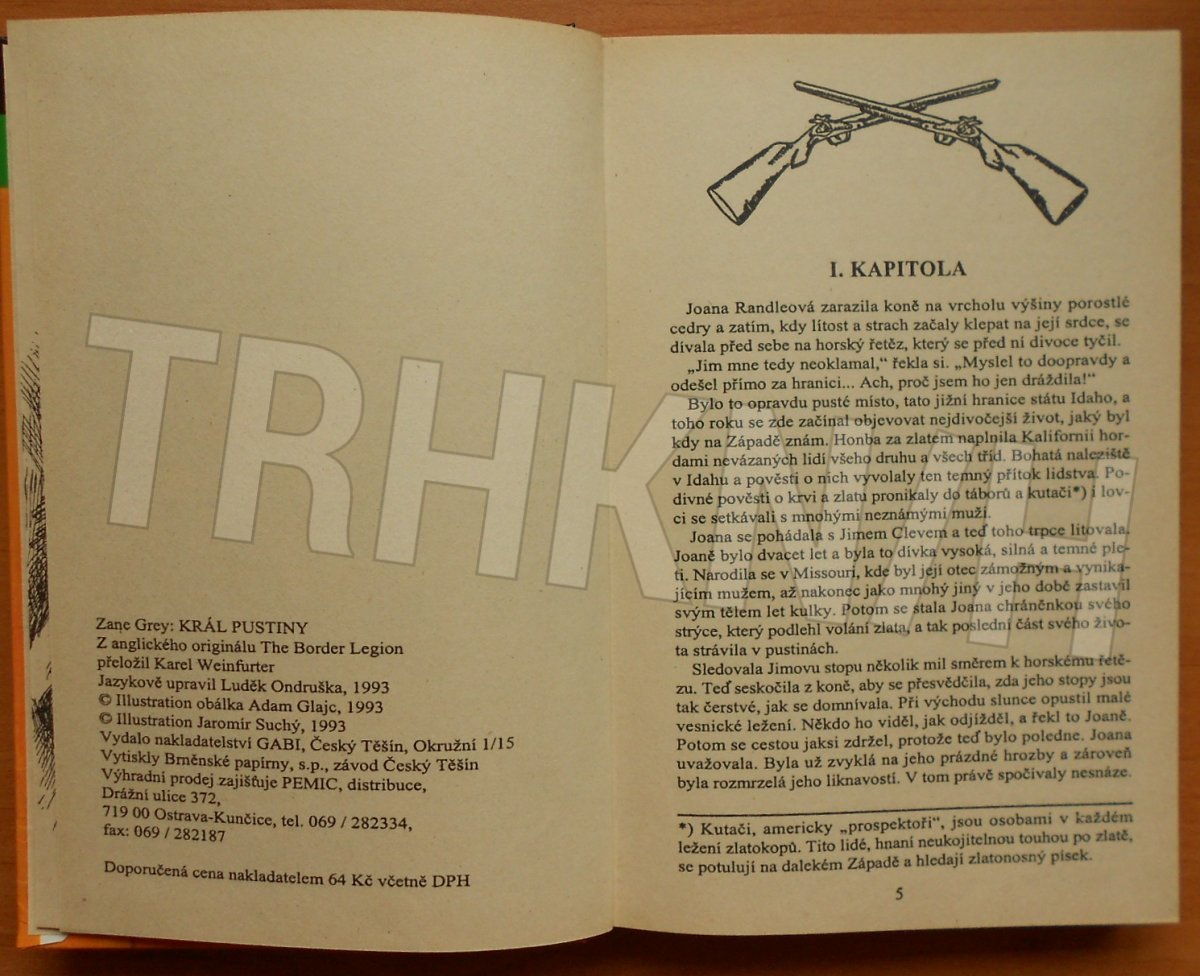 Zane Grey: KRÁL PUSTINY
Z anglického originálu The Border Legion
přeložil Karel Weinfurter
Jazykově upravil Luděk Ondruška, 1993
© Illustration obálka Adam Glajc, 1993
© Illustration Jaromír Suchý, 1993
Vydalo nakladatelství GABI, Český Těšín, Okružní 1/15
Vytiskly Brněnské papírny, s.p., závod Český Těšín
Výhradní prodej zajišťuje PEMIC, distribuce,
Drážní ulice 372,
719 00 Ostrava-Kunčice, tel. 069 / 282334,
fax: 069 / 282187
Doporučená cena nakladatelem 64 Kč včetně DPH
I. KAPITOLA
Joana Randleová zarazila koně na vrcholu výšiny porostlé
cedry a zatím, kdy lítost a strach začaly klepat na její srdce, se
dívala před sebe na horský řetěz, který se před ní divoce tyčil.
„Jim mne tedy neoklamal,“ řekla si. „Myslel to doopravdy a
odešel přímo za hranici... Ach, proč jsem ho jen dráždila!“
Bylo to opravdu pusté místo, tato jižní hranice státu Idaho, a
toho roku se zde začínal objevovat nejdivočejší život, jaký byl
kdy na Západě znám. Honba za zlatem naplnila Kalifornii hor-
dami nevázaných lidí všeho druhu a všech tříd. Bohatá naleziště
v Idahu a pověsti o nich vyvolaly ten temný přítok lidstva. Po-
divné pověsti o krvi a zlatu pronikaly do táborů a kutači*) i lov-
ci se setkávali s mnohými neznámými muži.
Joana se pohádala s Jimem Clevem a teď toho trpce litovala.
Joaně bylo dvacet let a byla to dívka vysoká, silná a temné ple-
ti. Narodila se v Missouri, kde byl její otec zámožným a vynika-
jícím mužem, až nakonec jako mnohý jiný v jeho době zastavil
svým tělem let kulky. Potom se stala Joana chráněnkou svého
strýce, který podlehl volání zlata, a tak poslední část svého živo-
ta strávila v pustinách.
Sledovala Jimovu stopu několik mil směrem k horskému řetě-
zu. Teď seskočila z koně, aby se přesvědčila, zda jeho stopy jsou
tak čerstvé, jak se domnívala. Při východu slunce opustil malé
vesnické ležení. Někdo ho viděl, jak odjížděl, a řekl to Joaně.
Potom se cestou jaksi zdržel, protože teď bylo poledne. Joana
uvažovala. Byla už zvyklá na jeho prázdné hrozby a zároveň
byla rozmrzelá jeho liknavostí. V tom právě spočívaly nesnáze.
*) Kutači, americky „prospektoři“, jsou osobami v každém
ležení zlatokopů. Tito lidé, hnaní neukojitelnou touhou po zlatě,
se potulují na dalekém Západě a hledají zlatonosný písek.
5